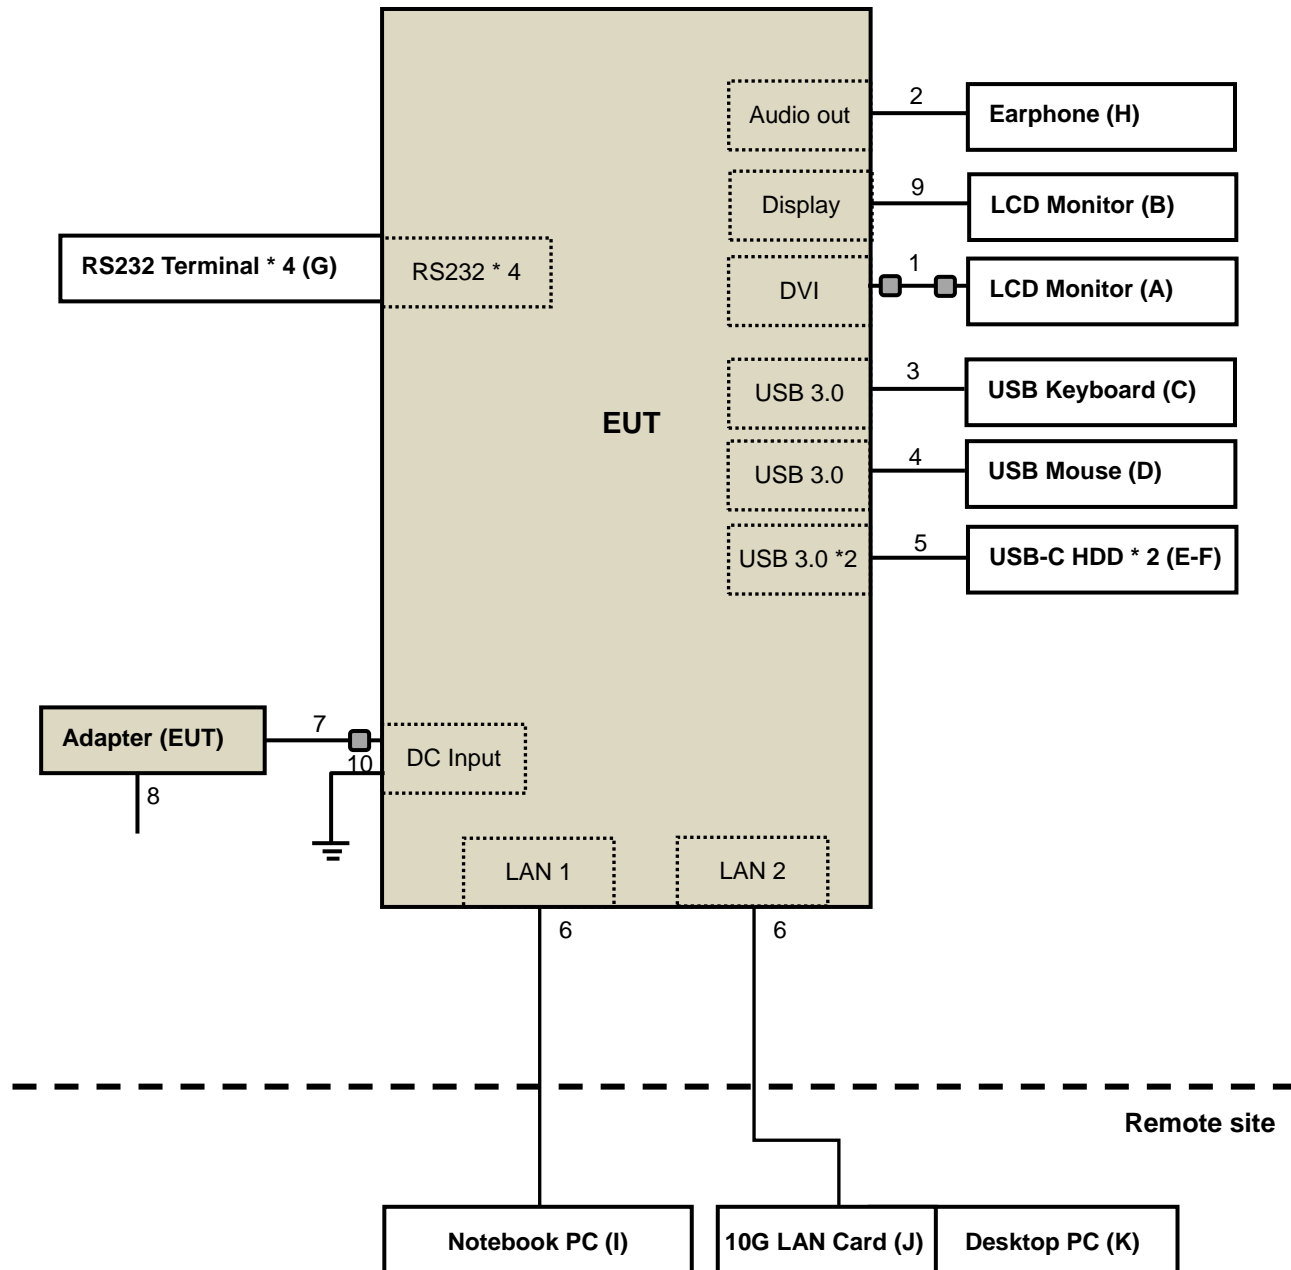 Audio out
2
Earphone (H)
Display
9
LCD Monitor (B)
RS232 Terminal * 4 (G)
RS232 * 4
DVI
1
LCD Monitor (A)
USB 3.0
3
USB Keyboard (C)
EUT
USB 3.0
4
USB Mouse (D)
USB 3.0 *2
5
USB-C HDD * 2 (E-F)
Adapter (EUT)
7
10
DC Input
8
LAN 1
LAN 2
6
6
Remote site
Notebook PC (I)
10G LAN Card (J)
Desktop PC (K)